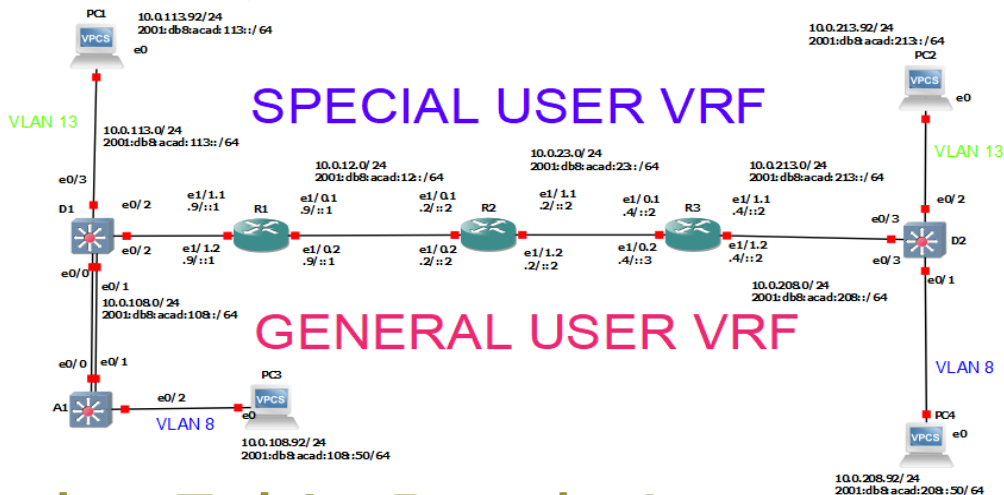 PC1
10.0.113.92/24
2001:db8:acad:113::/64
VPCS
e0
VLAN 13
10.0.113.0/24
2001:db8:acad:113::/64
SPECIAL USER VRF
10.0.213.92/24
2001:db8:acad:213::/64
PC2
VPCS
e0
VLAN 13
10.0.12.0/24
2001:db8:acad:12::/64
10.0.23.0/24
2001:db8:acad:23::/64
10.0.213.0/24
2001:db8:acad:213::/64
e0/3
D1
e0/2
e0/2
e1/1.1
.9/::1
R1
e1/0.1
.9/::1
e1/0.1
.2/::2
R2
e1/1.1
.2/::2
e1/0.1
.4/::2
R3
e1/1.1
.4/::2
e0/2
e0/3
D2
e0/3
e0/1
e1/1.2
.9/::1
e1/0.2
.9/::1
e1/0.2
.2/::2
e1/1.2
.2/::2
e1/0.2
.4/::3
e1/1.2
.4/::2
e0/0
e0/1
10.0.108.0/24
2001:db8:acad:108::/64
10.0.208.0/24
2001:db8:acad:208::/64
GENERAL USER VRF
e0/0
e0/1
A1
e0/2
VLAN 8
PC3
VPCS
e0
10.0.108.92/24
2001:db8:acad:108::50/64
VLAN 8
PC4
VPCS
e0
10.0.208.92/24
2001:db8:acad:208::50/64